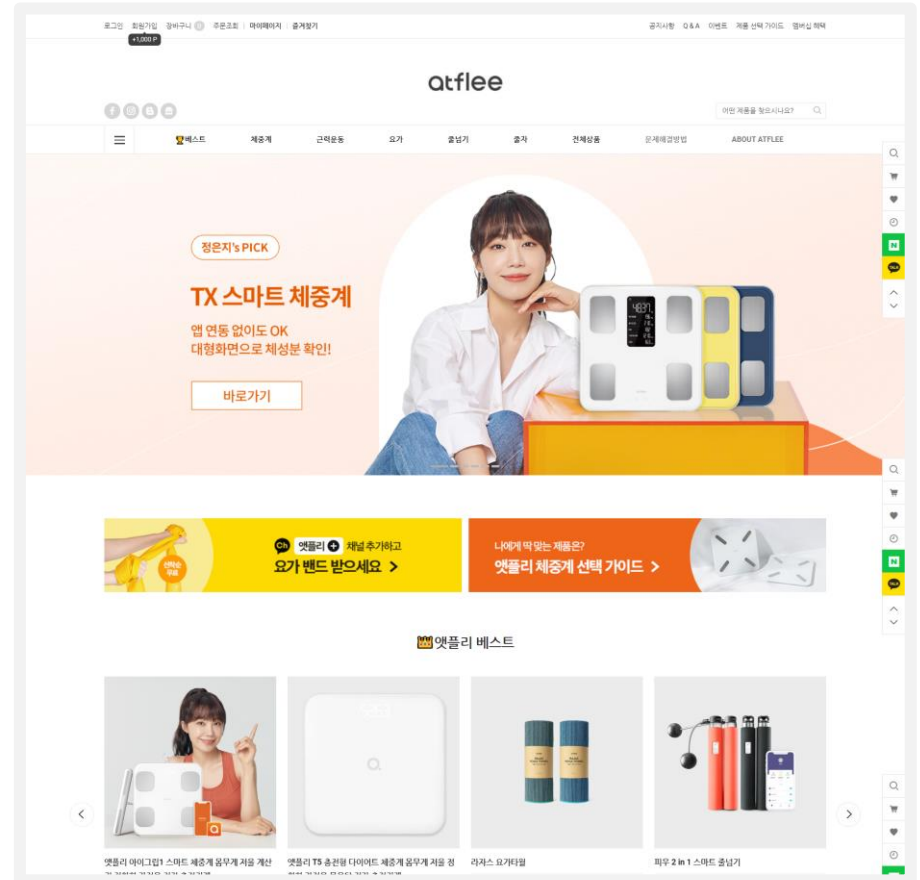 로그인 회원가입 장바구니 0 주문조회 마이페이지 즐겨찾기
공지사항 Q&A 이벤트 제품 선택 가이드 멤버십 혜택
+1,000 P
atflee
어떤 제품을 찾으시나요?
베스트 체중계 근력운동 요가 줄넘기 줄자 전체상품 문제해결방법 ABOUT ATFLEE
정은지's PICK
TX 스마트 체중계
앱 연동 없이도 OK
대형화면으로 체성분 확인!
바로가기
N
TALK
선착순
무료
Ch 앳플리 + 채널 추가하고
요가 밴드 받으세요 >
나에게 딱 맞는 제품은?
앳플리 체중계 선택 가이드 >
N
TALK
앳플리 베스트
앳플리 아이그립1 스마트 체중계 몸무게 저울 계산
앳플리 T5 충전형 다이어트 체중계 몸무게 저울 정
라자스 요가타월
피우 2 in 1 스마트 줄넘기